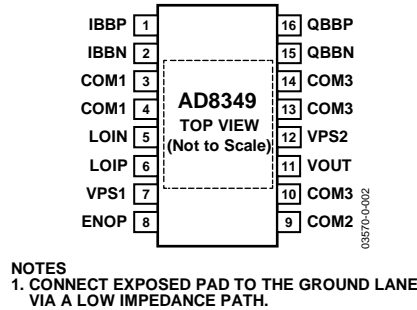 IBBP 1 16 QBBP
IBBN 2 15 QBBN
COM1 3 14 COM3
COM1 4 13 COM3
LOIN 5 12 VPS2
LOIP 6 11 VOUT
VPS1 7 10 COM3
ENOP 8 9 COM2
AD8349
TOP VIEW
(Not to Scale)
03570-0-002
NOTES
1. CONNECT EXPOSED PAD TO THE GROUND LANE
VIA A LOW IMPEDANCE PATH.